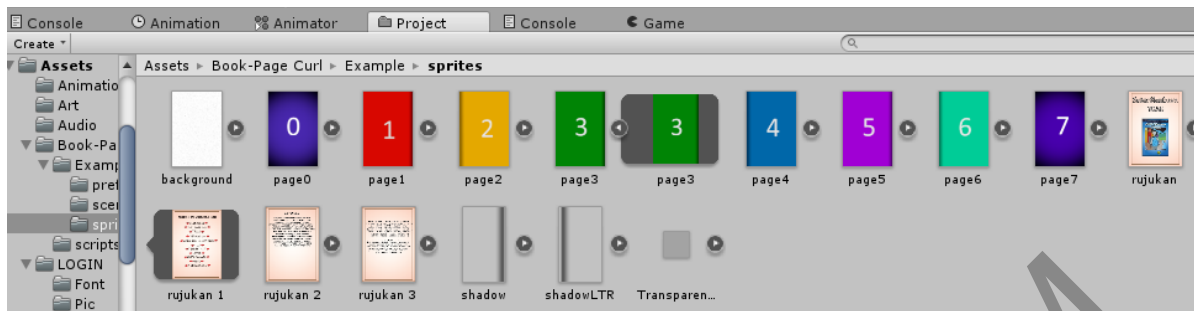 Console Animation Animator Project Console Game
Create
Assets Assets Book-Page Curl Example sprites
Animatio
Art
Audio
Book-Pa
Examp
pref
scer
spri
scripts
LOGIN
Font
Pic
0 1 2 3 3 4 5 6 7
background page0 page1 page2 page3 page3 page4 page5 page6 page7 rujukan
rujukan 1 rujukan 2 rujukan 3 shadow shadowLTR Transparen...